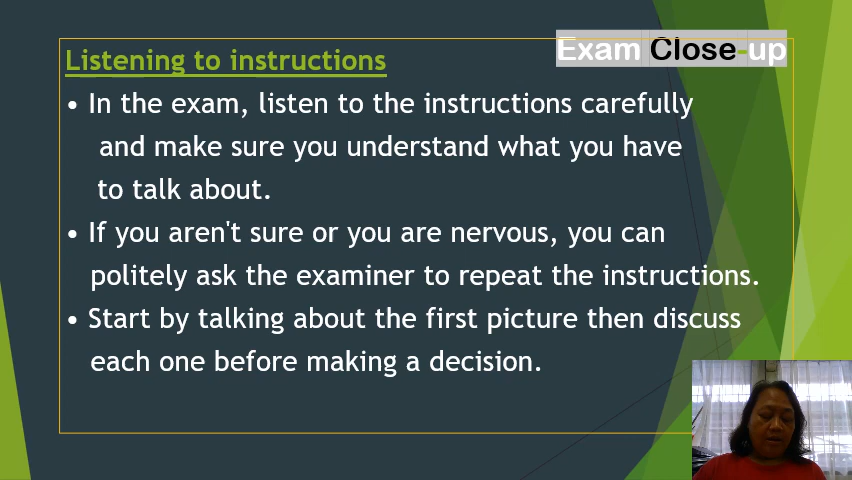 Exam Close-up
Listening to instructions
• In the exam, listen to the instructions carefully
and make sure you understand what you have
to talk about.
• If you aren't sure or you are nervous, you can
politely ask the examiner to repeat the instructions.
• Start by talking about the first picture then discuss
each one before making a decision.